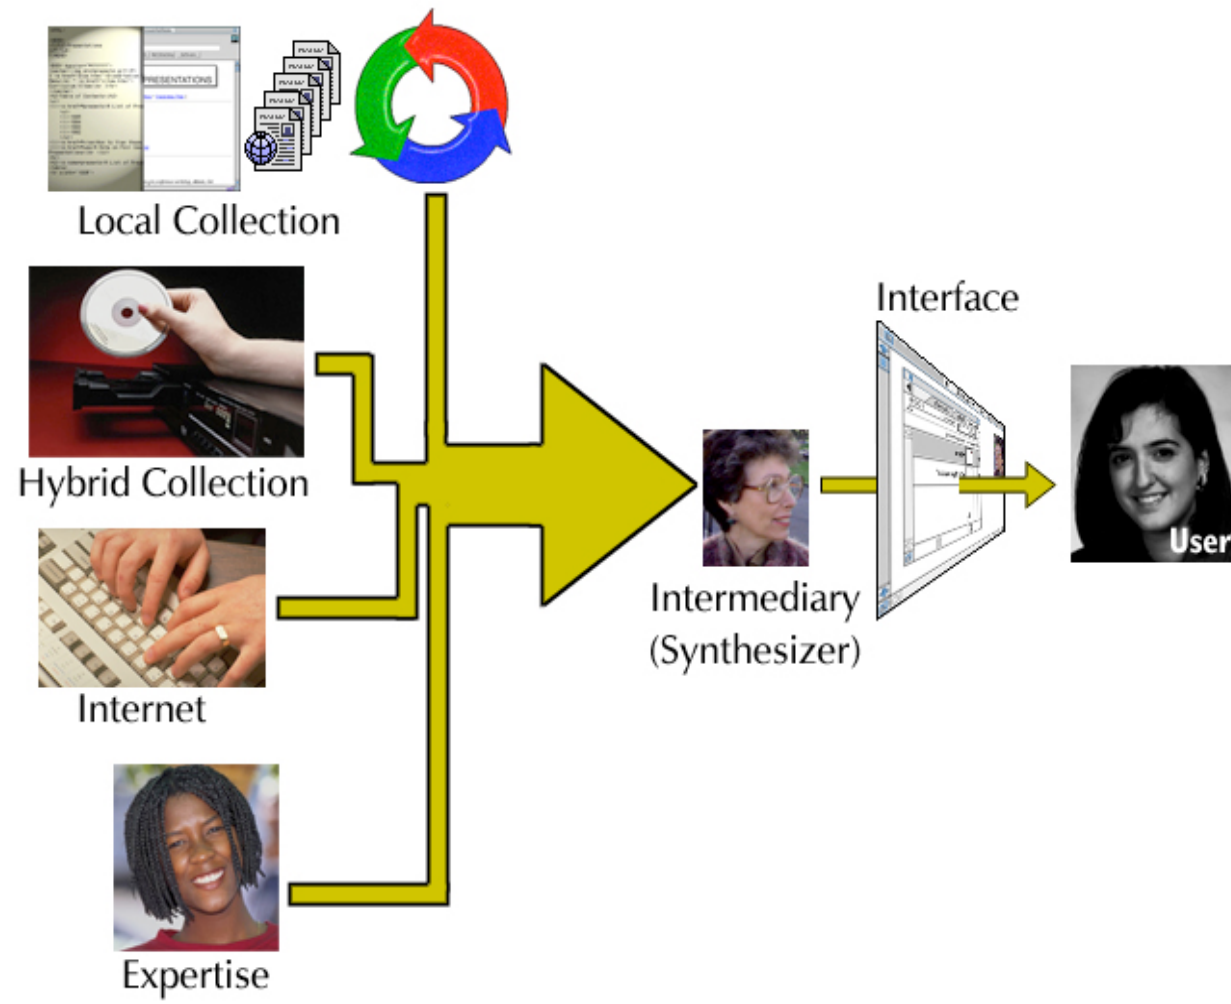 PRESENTATIONS
Local Collection
Hybrid Collection
Internet
Expertise
Intermediary
(Synthesizer)
Interface
User